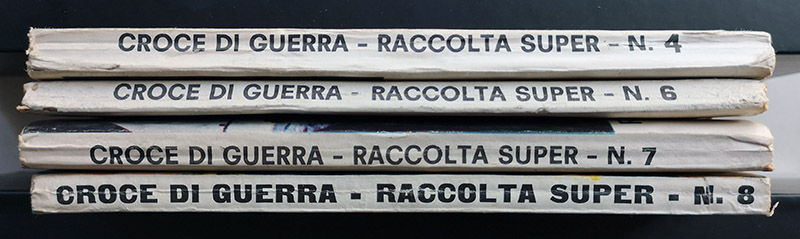 CROCE DI GUERRA - RACCOLTA SUPER - N. 4
CROCE DI GUERRA - RACCOLTA SUPER - N. 6
CROCE DI GUERRA - RACCOLTA SUPER - N. 7
CROCE DI GUERRA - RACCOLTA SUPER - N. 8